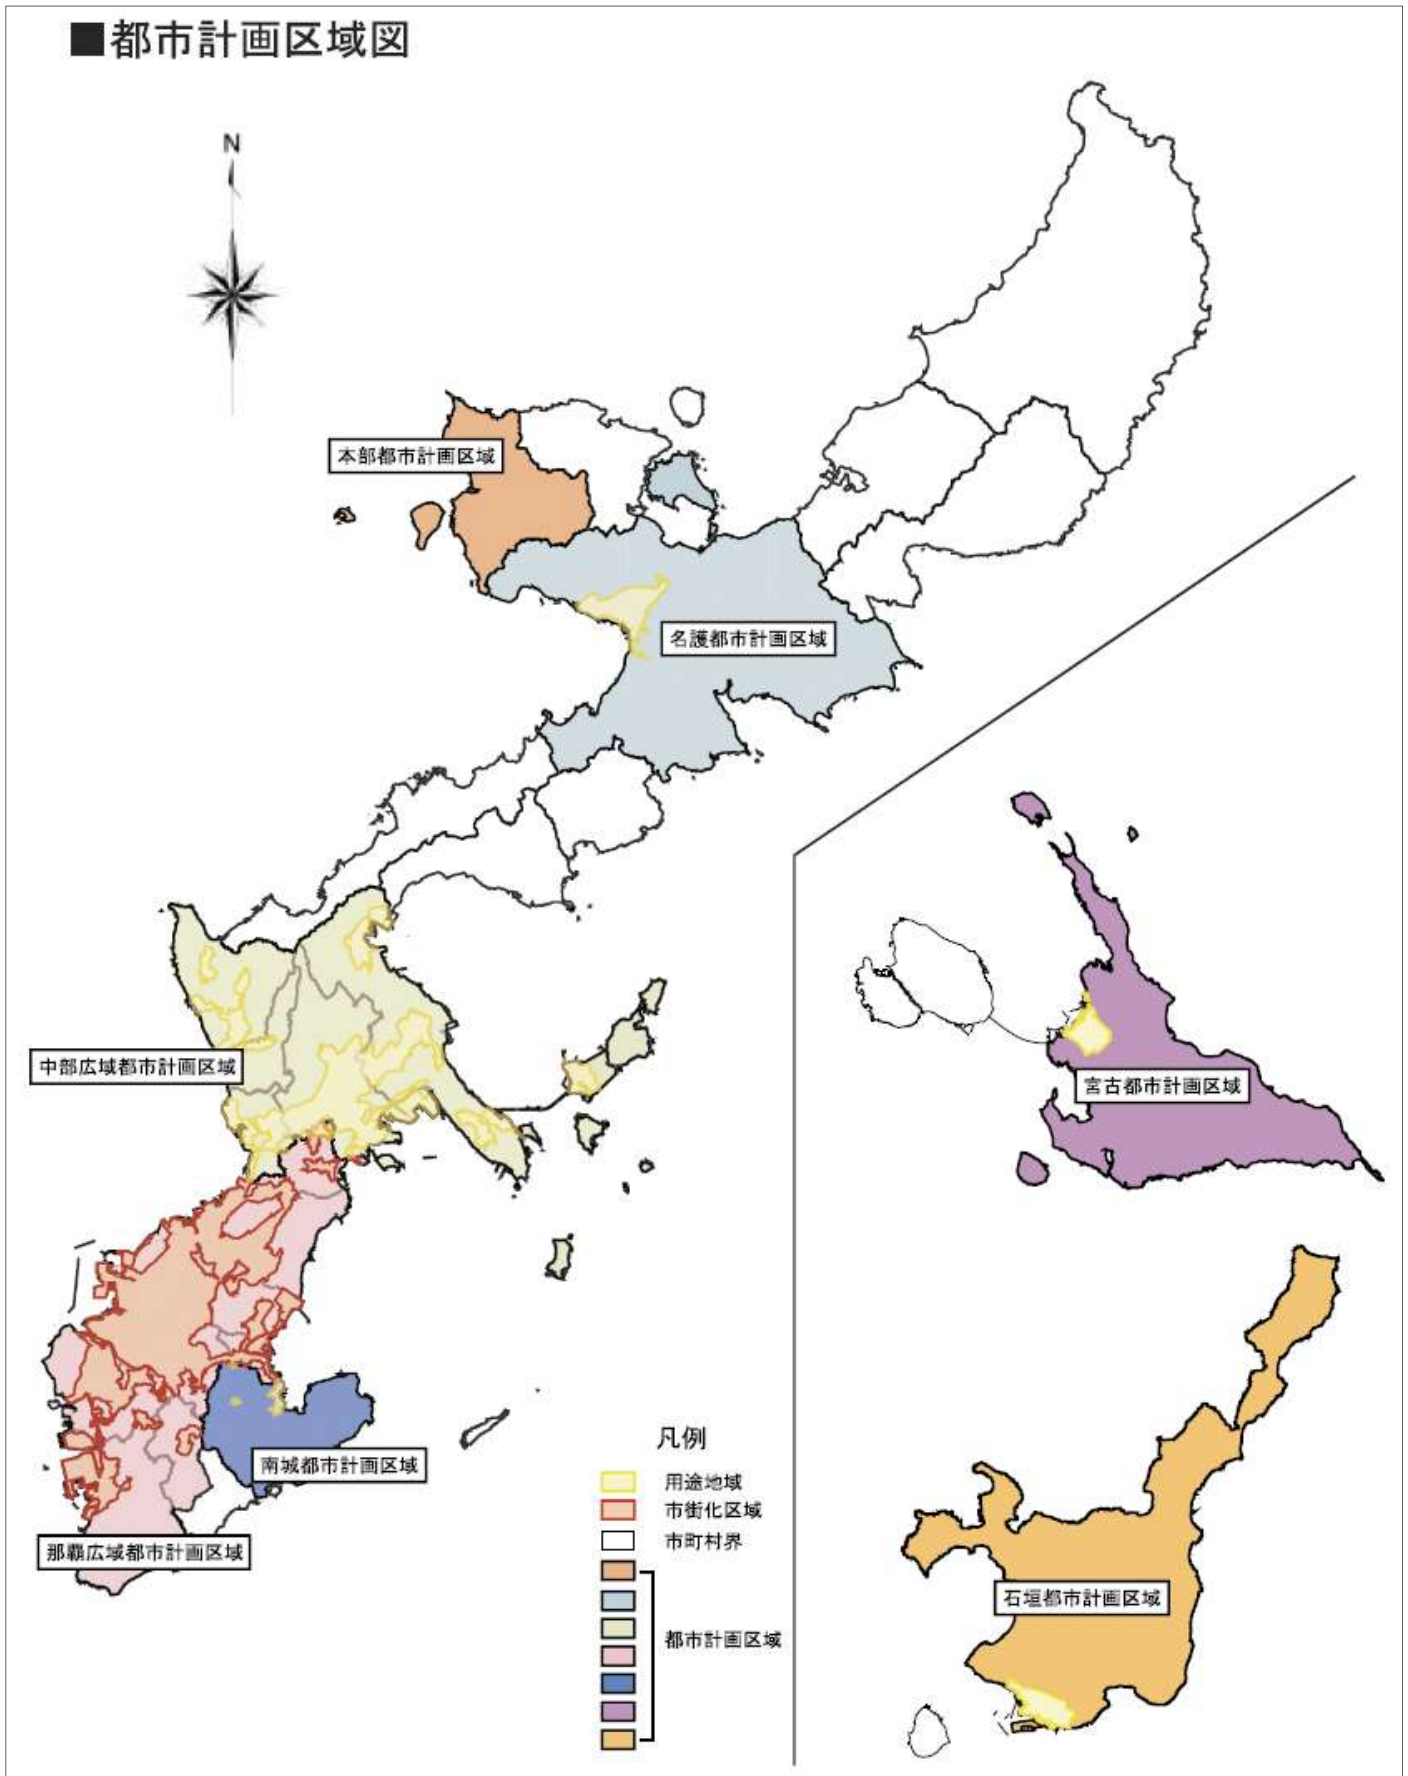 ■都市計画区域図
N
本部都市計画区域
名護都市計画区域
中部広域都市計画区域
宮古都市計画区域
南城都市計画区域
那覇広域都市計画区域
石垣都市計画区域
凡例
用途地域
市街化区域
市町村界
都市計画区域